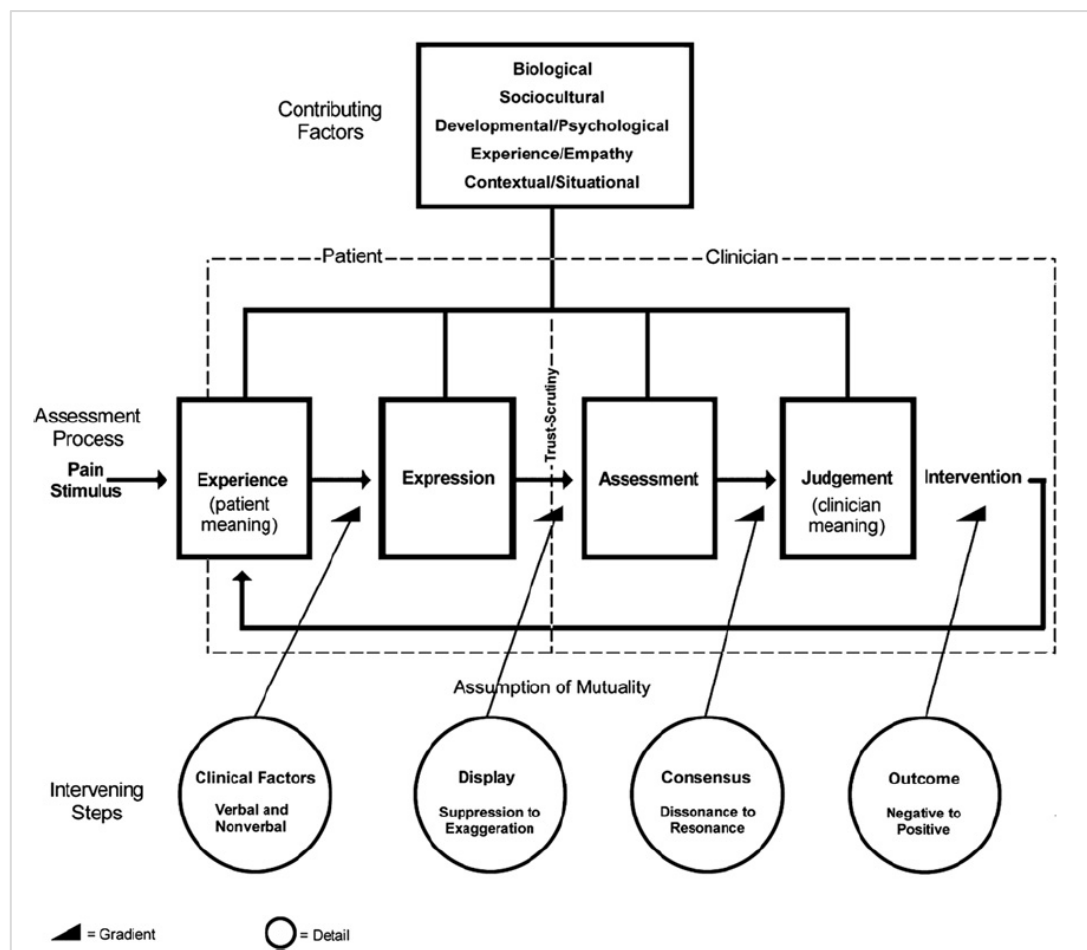 Biological
Sociocultural
Developmental/Psychological
Experience/Empathy
Contextual/Situational
Contributing
Factors
Patient
Clinician
Trust-Scrutiny
Assessment
Process
Pain
Stimulus
Experience
(patient
meaning)
Expression
Assessment
Judgement
(clinician
meaning)
Intervention
Assumption of Mutuality
Intervening
Steps
Clinical Factors
Verbal and
Nonverbal
Display
Suppression to
Exaggeration
Consensus
Dissonance to
Resonance
Outcome
Negative to
Positive
= Gradient
= Detail